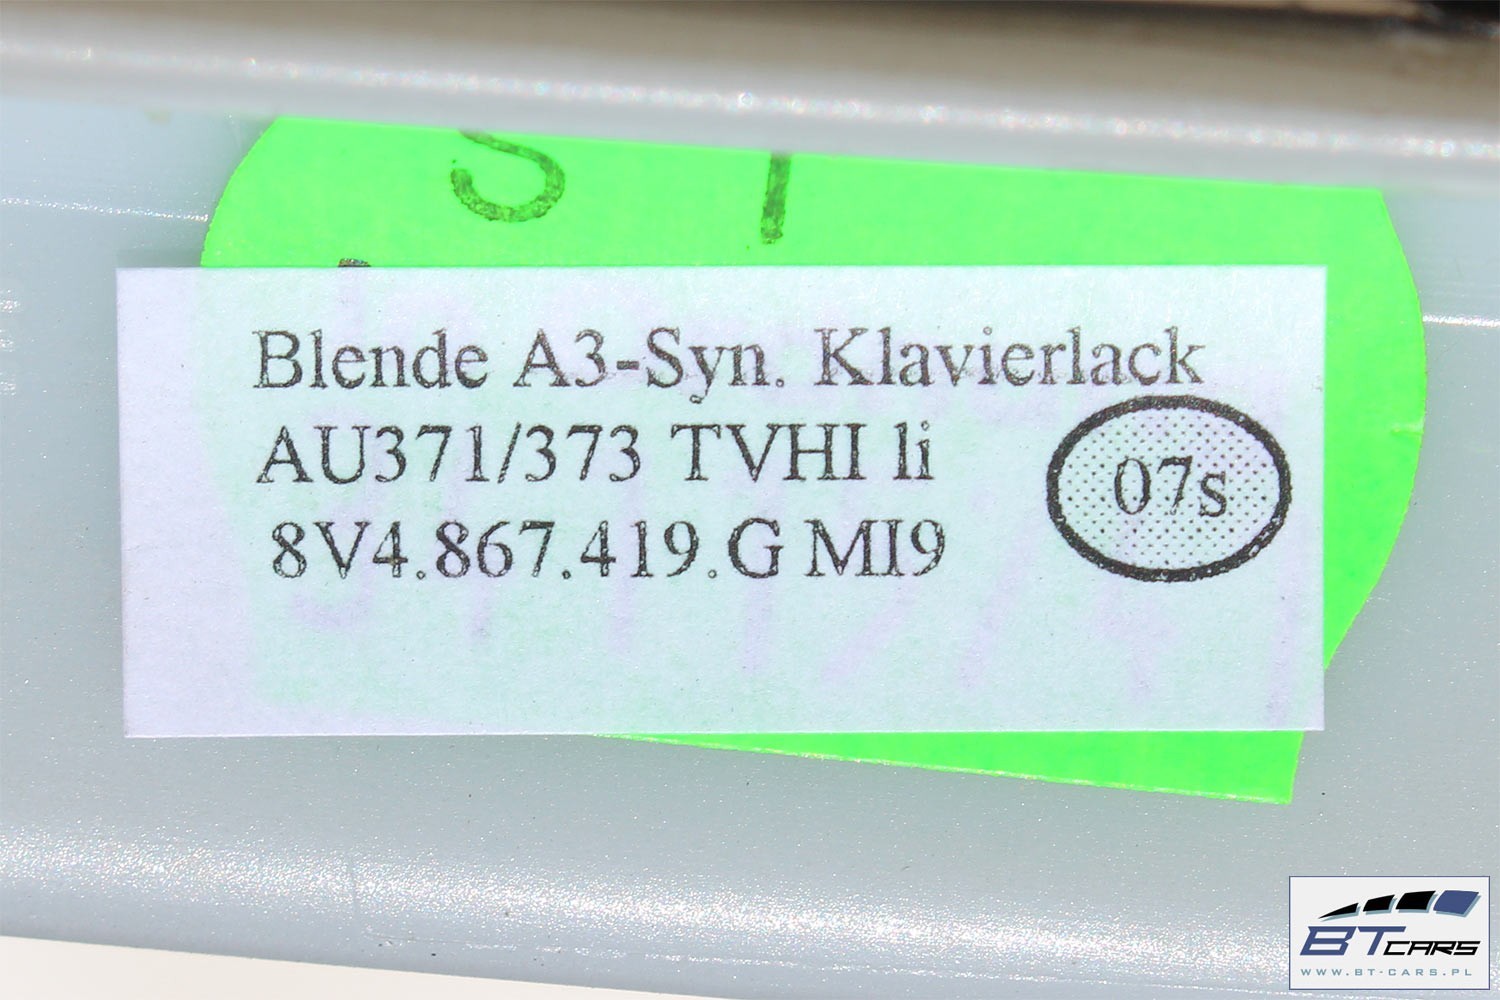 Blende A3-Syn. Klavierlack
AU371/373 TVHI li
8V4.867.419.G MI9
07s
BT CARS
WWW.BT-CARS.PL